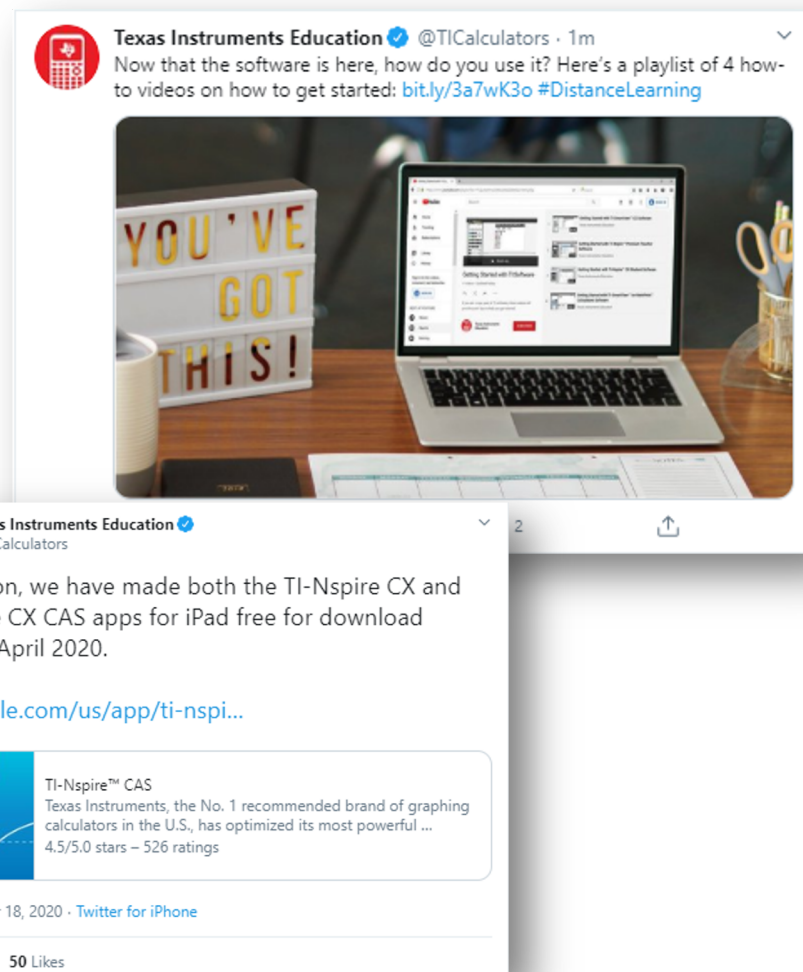 Texas Instruments Education @TICalculators · 1m
Now that the software is here, how do you use it? Here's a playlist of 4 how-
to videos on how to get started: bit.ly/3a7wK3o #DistanceLearning
YOU'VE
GOT
THIS!
YouTube
Getting Started with TI Software
2
s Instruments Education
Calculators
on, we have made both the TI-Nspire CX and
CX CAS apps for iPad free for download
April 2020.
le.com/us/app/ti-nspi...
TI-Nspire™ CAS
Texas Instruments, the No. 1 recommended brand of graphing
calculators in the U.S., has optimized its most powerful ...
4.5/5.0 stars – 526 ratings
18, 2020 · Twitter for iPhone
50 Likes